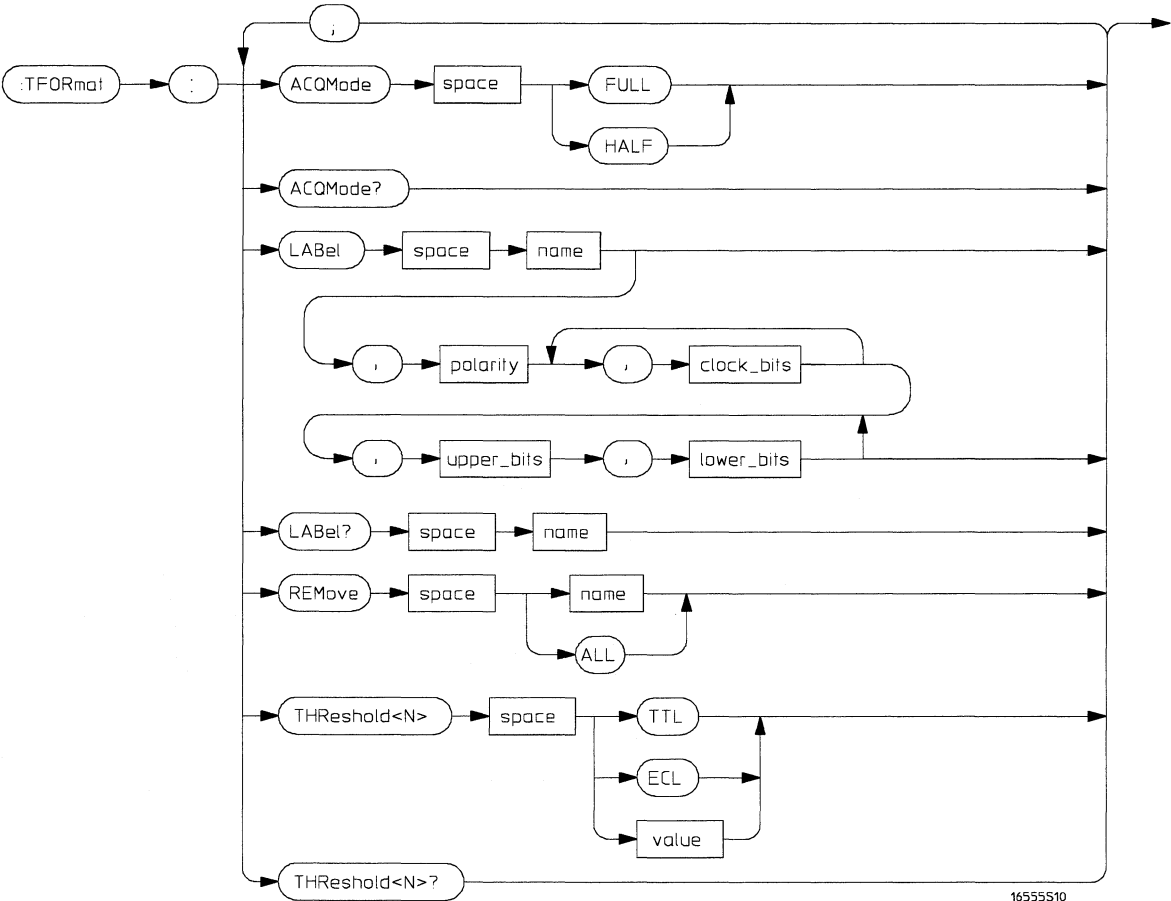 ;
:TFORmat : ACQMode space FULL
HALF
ACQMode?
LABel space name
, polarity , clock_bits
, upper_bits , lower_bits
LABel? space name
REMove space name
ALL
THReshold<N> space TTL
ECL
value
THReshold<N>?
16555S10